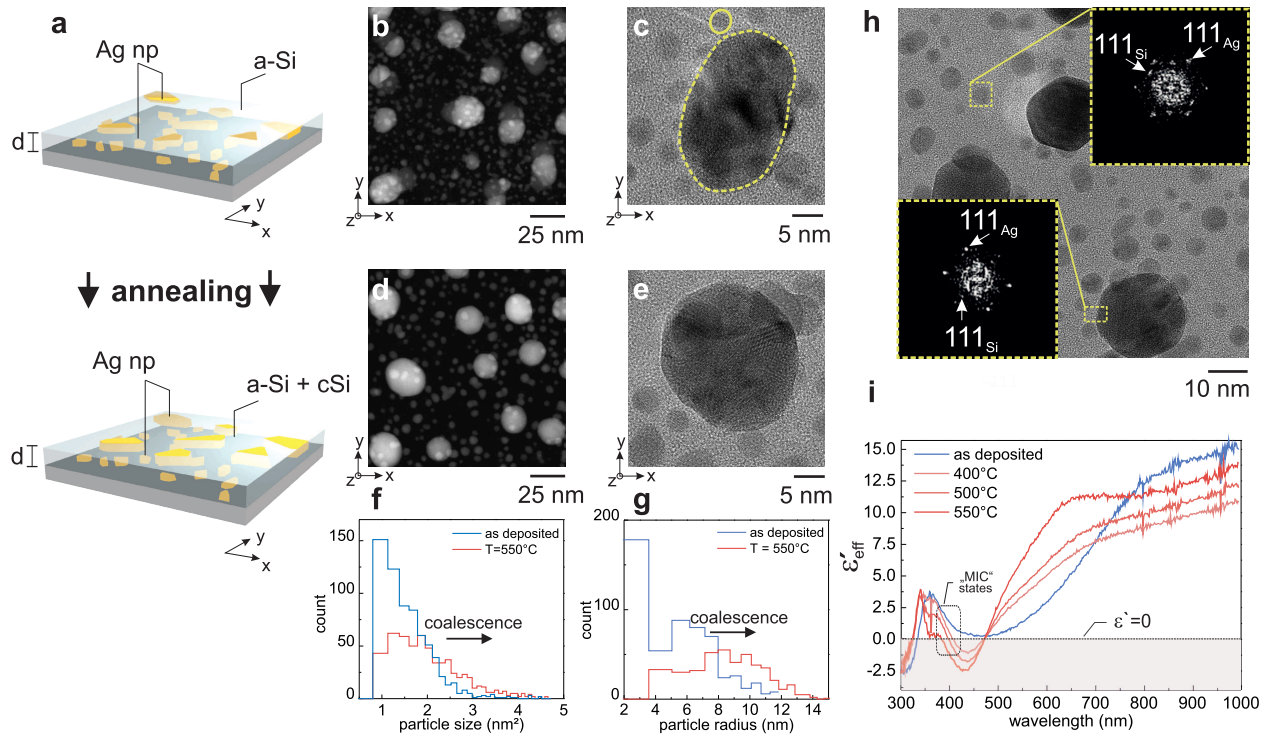 a
Ag np
a-Si
d
y
x
annealing
Ag np
a-Si + cSi
d
y
x
b
y
z
x
25 nm
c
y
z
x
5 nm
d
y
z
x
25 nm
e
y
z
x
5 nm
f
as deposited
T=550°C
coalescence
count
150
100
50
0
1
2
3
4
5
particle size (nm²)
g
as deposited
T = 550°C
coalescence
count
200
100
0
2
4
6
8
10
12
14
particle radius (nm)
h
111Si
111Ag
111Ag
111Si
10 nm
i
as deposited
400°C
500°C
550°C
„MIC“
states
ε`=0
ε′eff
15.0
12.5
10.0
7.5
5.0
2.5
0.0
-2.5
300
400
500
600
700
800
900
1000
wavelength (nm)